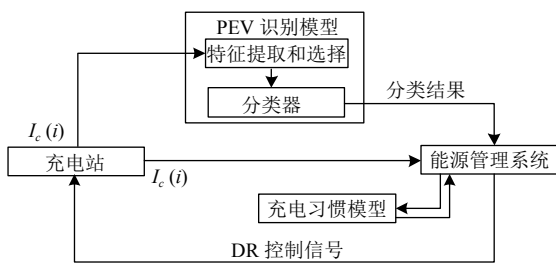 PEV 识别模型
特征提取和选择
分类器
分类结果
I_c (i)
充电站
I_c (i)
能源管理系统
充电习惯模型
DR 控制信号